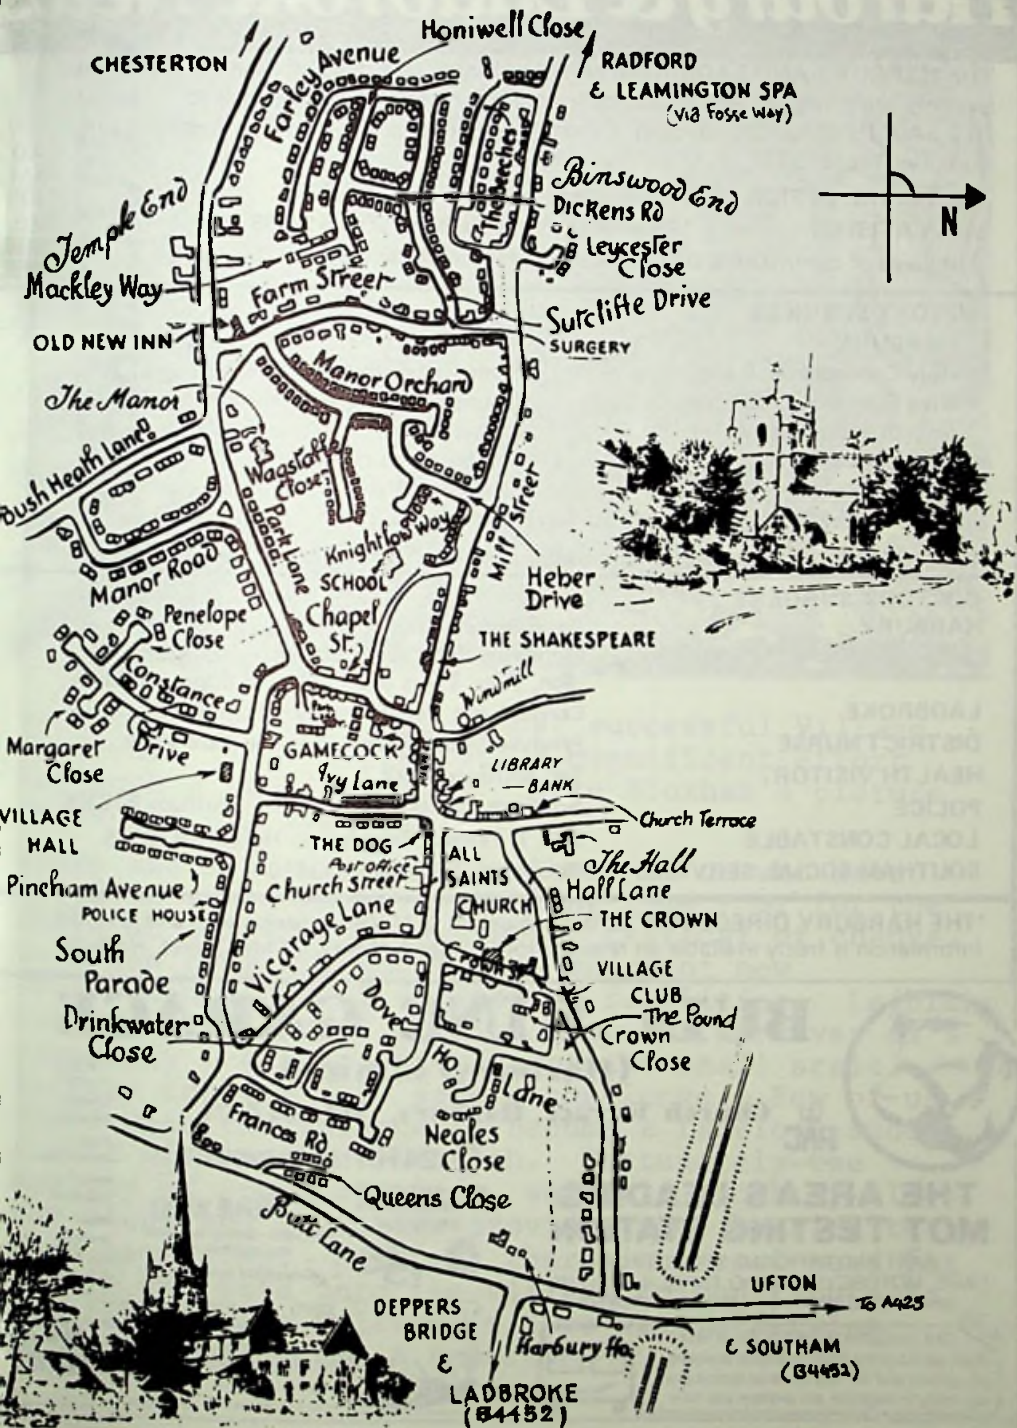 Honiwell Close
CHESTERTON
Farley Avenue
RADFORD
& LEAMINGTON SPA
(Via Fosse Way)
The Beeches
Binswood End
Dickens Rd
N
Temple End
Leycester
Close
Mackley Way
Farm Street
Sutcliffe Drive
OLD NEW INN
SURGERY
Manor Orchard
The Manor
Bush Heath Lane
Wagstaffe
Close
Park Lane
Mill Street
Knightlow Way
Manor Road
SCHOOL
Heber
Drive
Penelope
Close
Chapel
St.
THE SHAKESPEARE
Constance
Drive
Windmill
Margaret
Close
GAMECOCK
LIBRARY
BANK
Ivy Lane
VILLAGE
HALL
Church Terrace
THE DOG
Post office
ALL
SAINTS
CHURCH
The Hall
Pincham Avenue
Church Street
Hall Lane
POLICE HOUSE
THE CROWN
Vicarage Lane
South
Parade
Crown St
VILLAGE
CLUB
Drinkwater
Close
Dove
Ho.
Lane
The Pound
Crown
Close
Frances Rd.
Neales
Close
Queens Close
Butt Lane
UFTON
To A425
DEPPERS
BRIDGE
&
LADBROKE
(B4452)
Harbury Ho.
& SOUTHAM
(B4452)